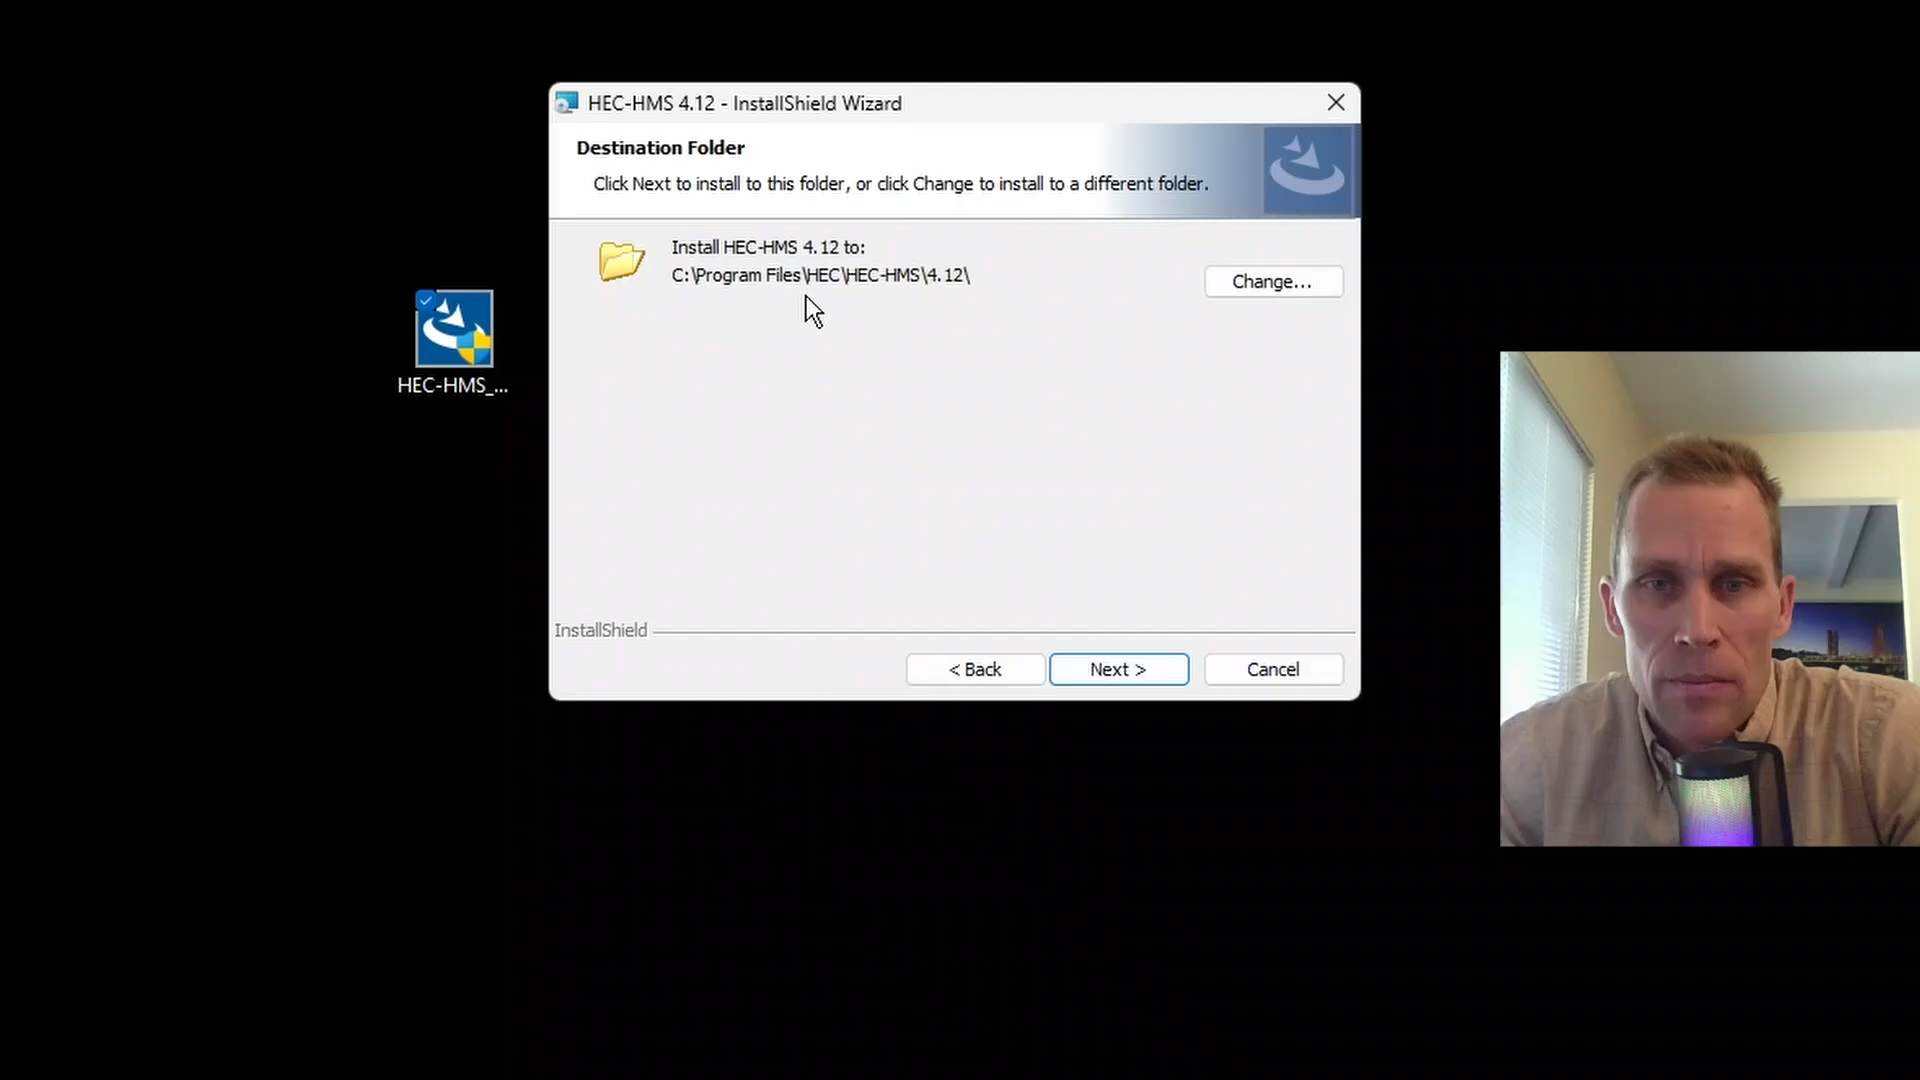 HEC-HMS 4.12 - InstallShield Wizard
Destination Folder
Click Next to install to this folder, or click Change to install to a different folder.
Install HEC-HMS 4.12 to:
C:\Program Files\HEC\HEC-HMS\4.12\
Change...
HEC-HMS_...
InstallShield
< Back
Next >
Cancel